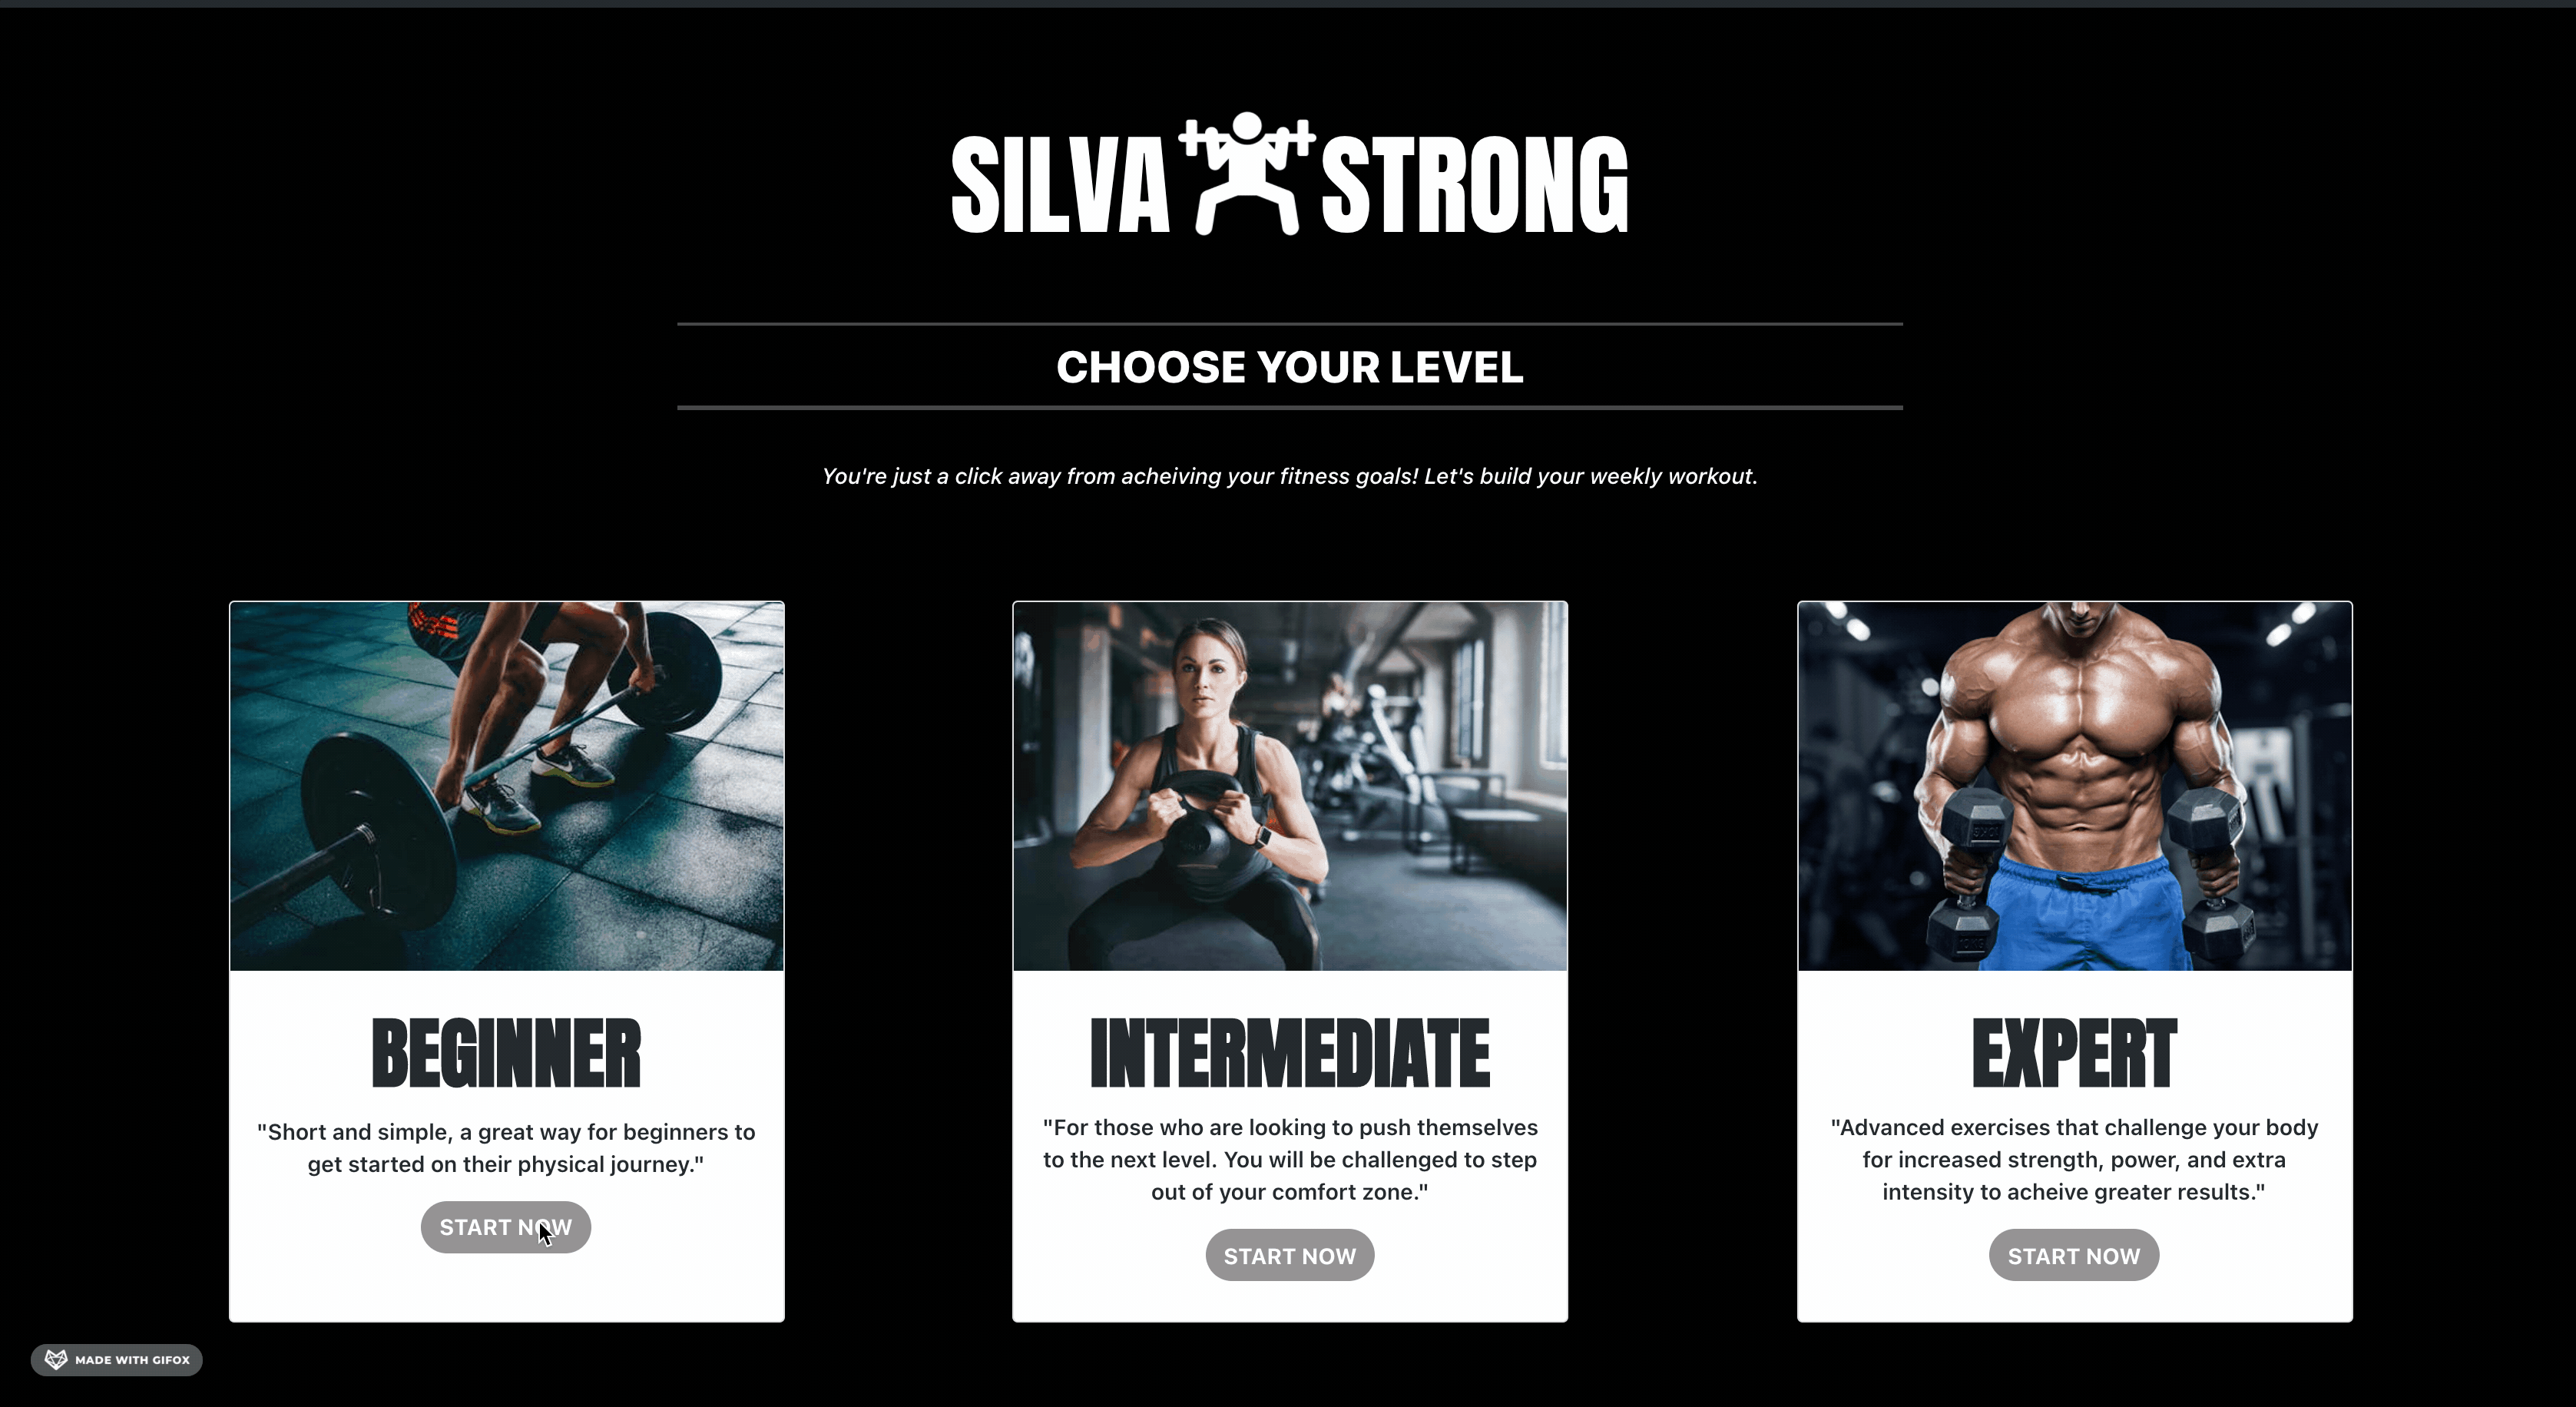 SILVA STRONG
CHOOSE YOUR LEVEL
You're just a click away from acheiving your fitness goals! Let's build your weekly workout.
BEGINNER
"Short and simple, a great way for beginners to
get started on their physical journey."
START NOW
INTERMEDIATE
"For those who are looking to push themselves
to the next level. You will be challenged to step
out of your comfort zone."
START NOW
EXPERT
"Advanced exercises that challenge your body
for increased strength, power, and extra
intensity to acheive greater results."
START NOW
MADE WITH GIFOX